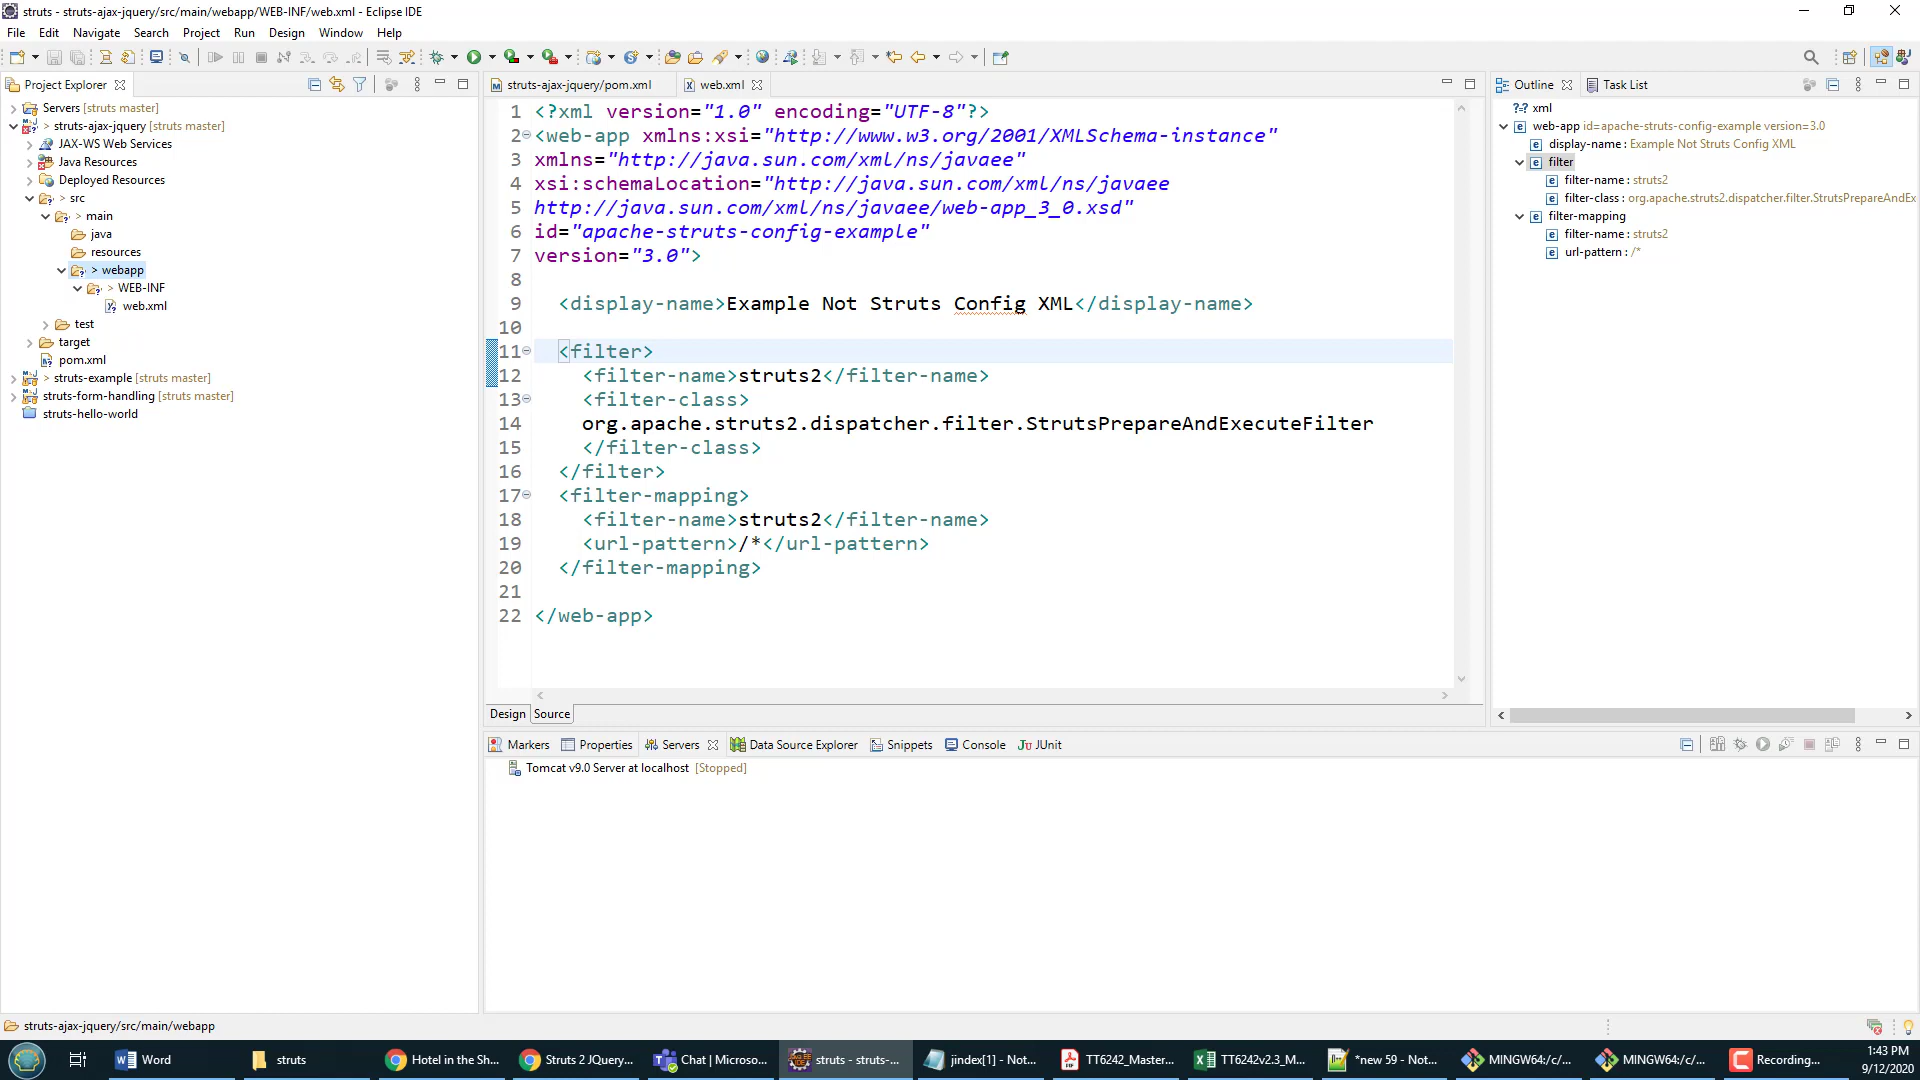 struts - struts-ajax-jquery/src/main/webapp/WEB-INF/web.xml - Eclipse IDE
File Edit Navigate Search Project Run Design Window Help
Project Explorer
Servers [struts master]
> struts-ajax-jquery [struts master]
JAX-WS Web Services
Java Resources
Deployed Resources
> src
> main
java
resources
> webapp
> WEB-INF
web.xml
test
target
pom.xml
> struts-example [struts master]
struts-form-handling [struts master]
struts-hello-world
struts-ajax-jquery/pom.xml
web.xml
1 <?xml version="1.0" encoding="UTF-8"?>
2 <web-app xmlns:xsi="http://www.w3.org/2001/XMLSchema-instance"
3 xmlns="http://java.sun.com/xml/ns/javaee"
4 xsi:schemaLocation="http://java.sun.com/xml/ns/javaee
5 http://java.sun.com/xml/ns/javaee/web-app_3_0.xsd"
6 id="apache-struts-config-example"
7 version="3.0">
8
9 <display-name>Example Not Struts Config XML</display-name>
10
11 <filter>
12 <filter-name>struts2</filter-name>
13 <filter-class>
14 org.apache.struts2.dispatcher.filter.StrutsPrepareAndExecuteFilter
15 </filter-class>
16 </filter>
17 <filter-mapping>
18 <filter-name>struts2</filter-name>
19 <url-pattern>/*</url-pattern>
20 </filter-mapping>
21
22 </web-app>
Design Source
Outline Task List
?-? xml
web-app id=apache-struts-config-example version=3.0
display-name : Example Not Struts Config XML
filter
filter-name : struts2
filter-class : org.apache.struts2.dispatcher.filter.StrutsPrepareAndEx
filter-mapping
filter-name : struts2
url-pattern : /*
Markers Properties Servers Data Source Explorer Snippets Console Ju JUnit
Tomcat v9.0 Server at localhost [Stopped]
struts-ajax-jquery/src/main/webapp
Word
struts
Hotel in the Sh...
Struts 2 JQuery...
Chat | Microso...
struts - struts-...
jindex[1] - Not...
TT6242_Master...
TT6242v2.3_M...
*new 59 - Not...
MINGW64:/c/...
MINGW64:/c/...
Recording...
1:43 PM
9/12/2020